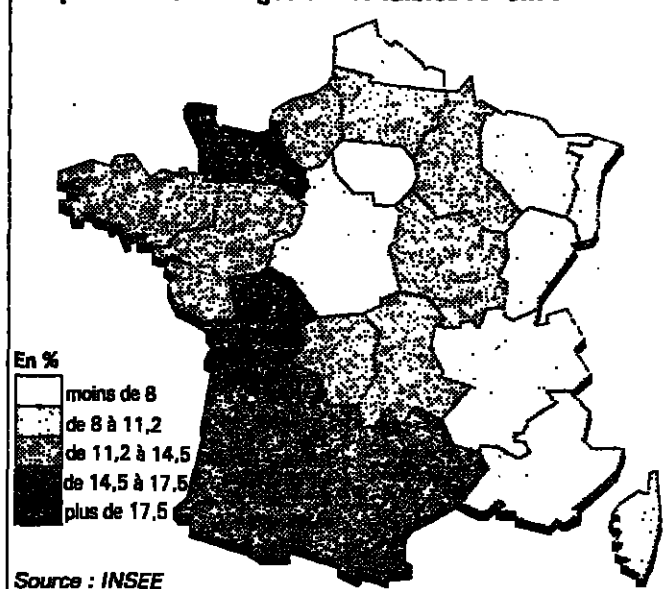 En %
moins de 8
de 8 à 11,2
de 11,2 à 14,5
de 14,5 à 17,5
plus de 17,5
Source : INSEE